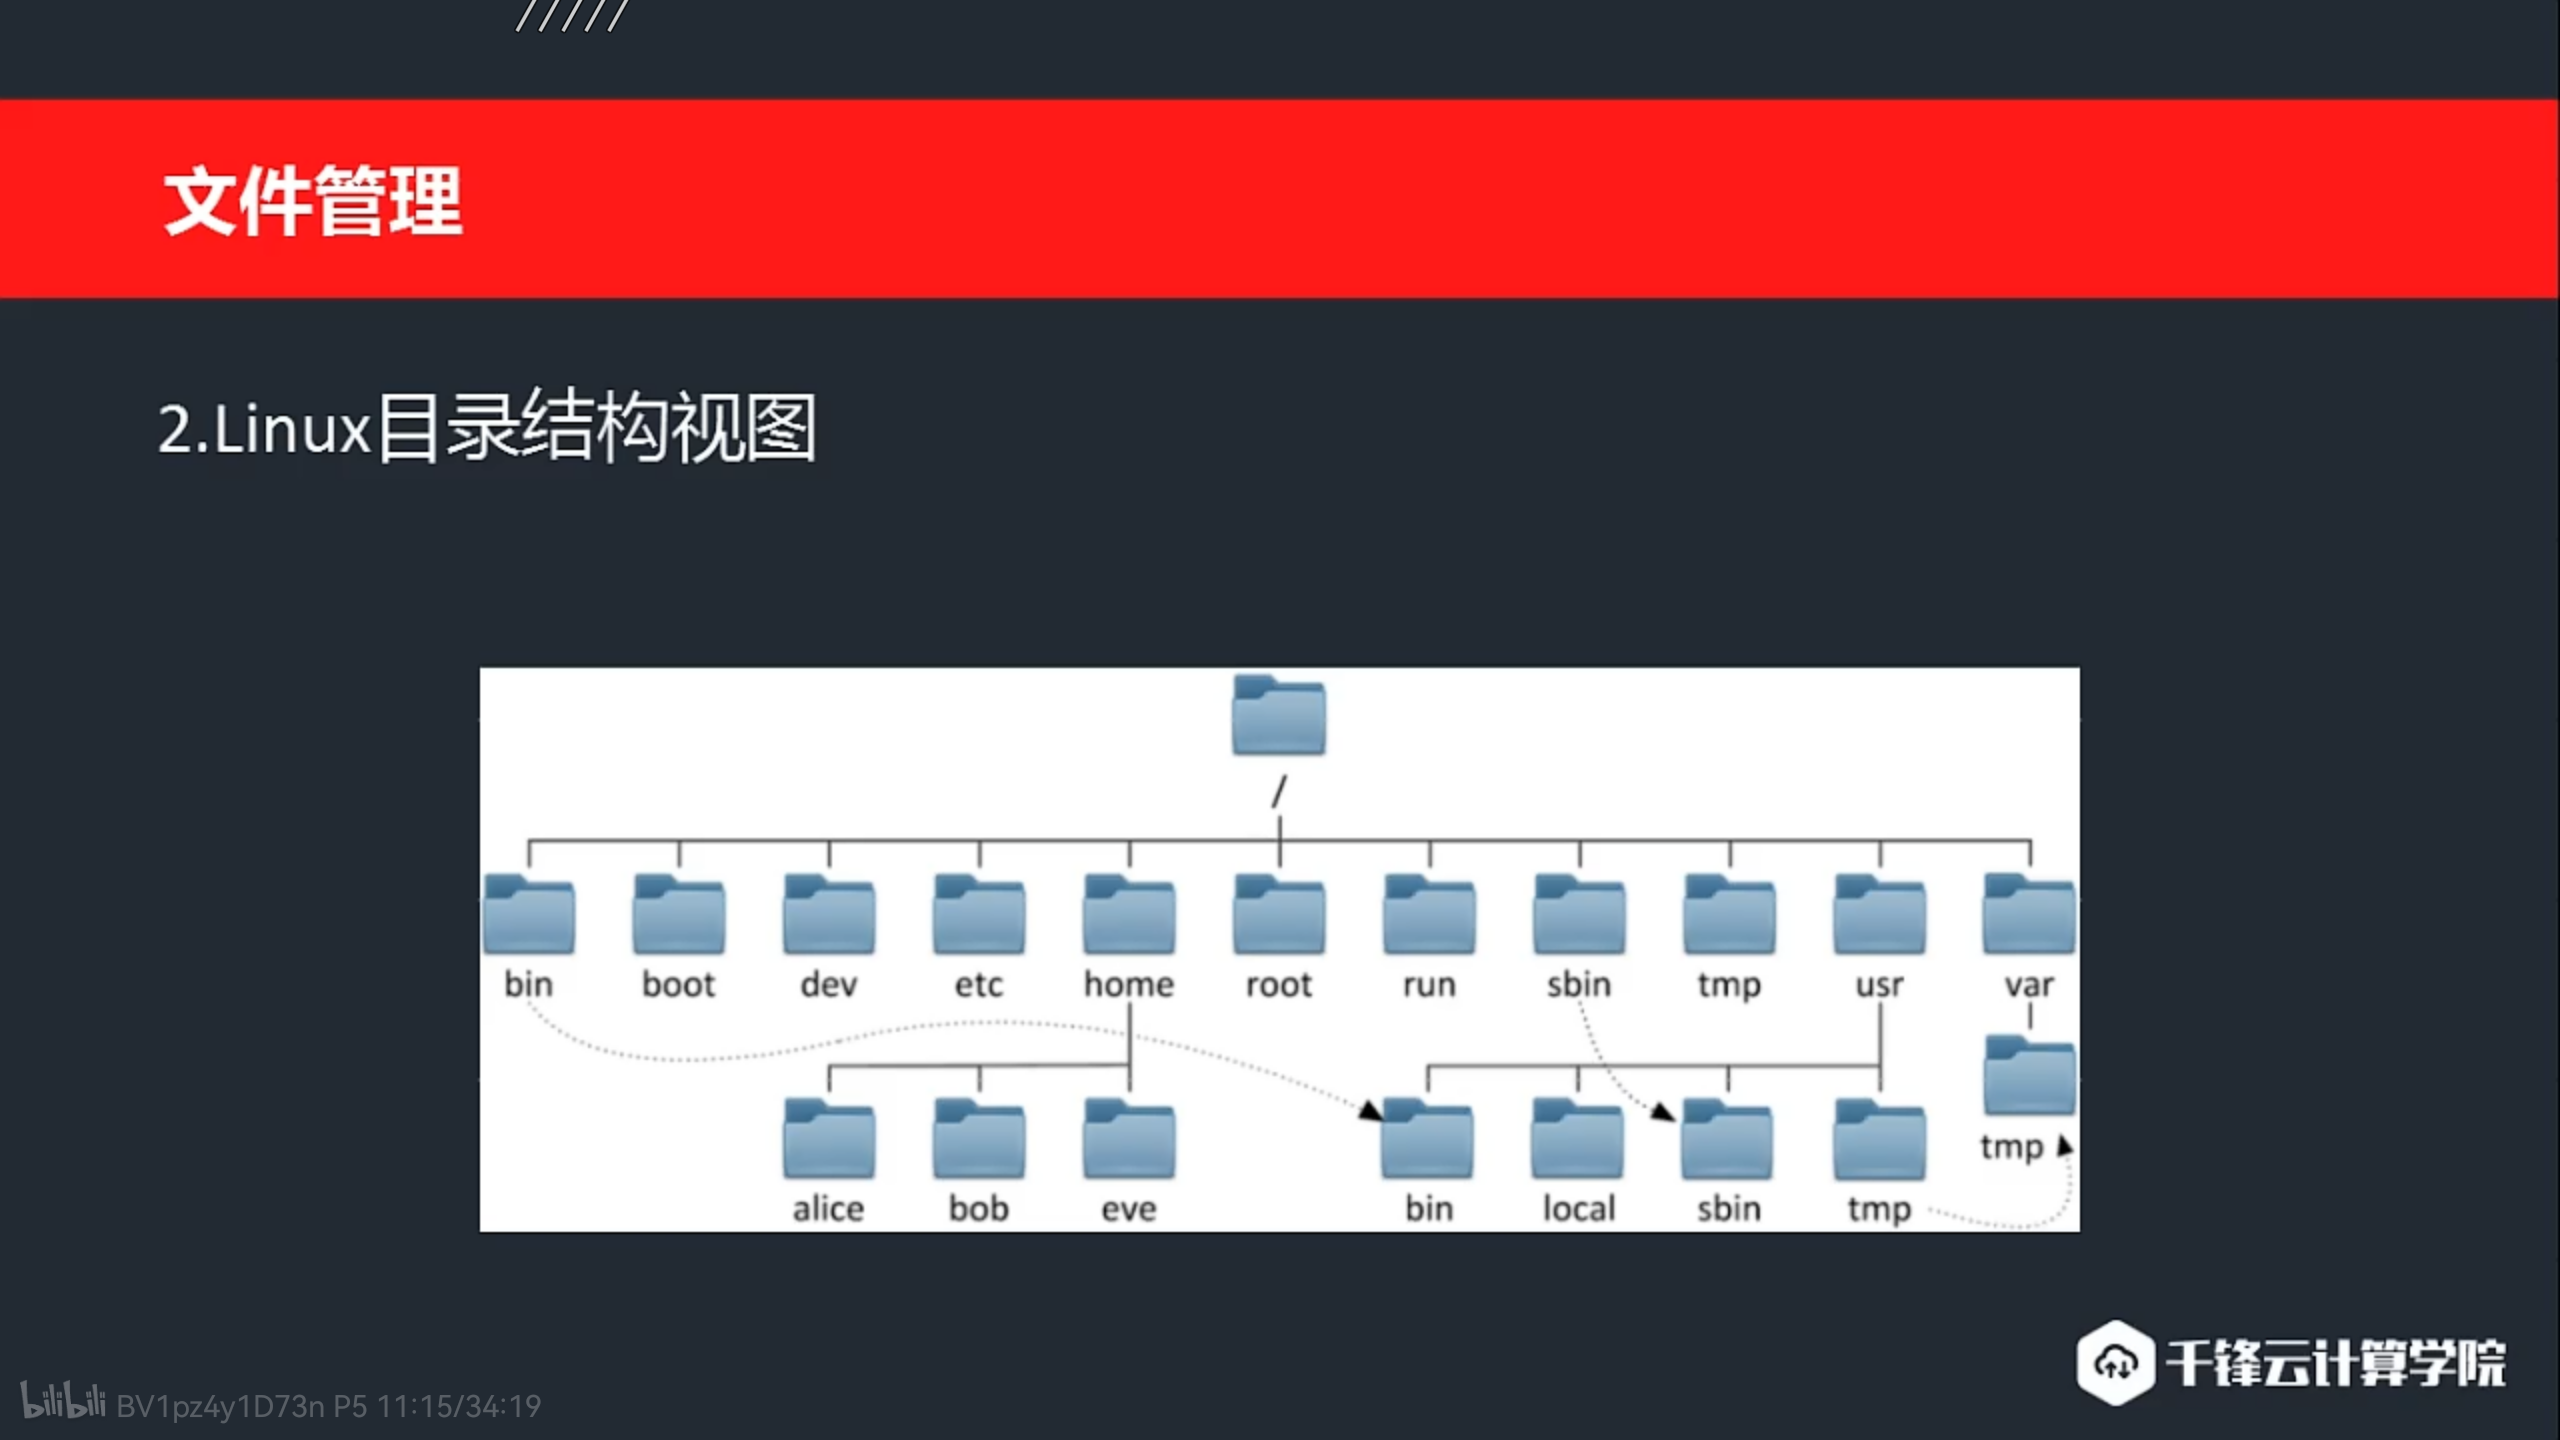 文件管理
2.Linux目录结构视图
/
bin boot dev etc home root run sbin tmp usr var
tmp
alice bob eve bin local sbin tmp
千锋云计算学院
bilibili BV1pz4y1D73n P5 11:15/34:19